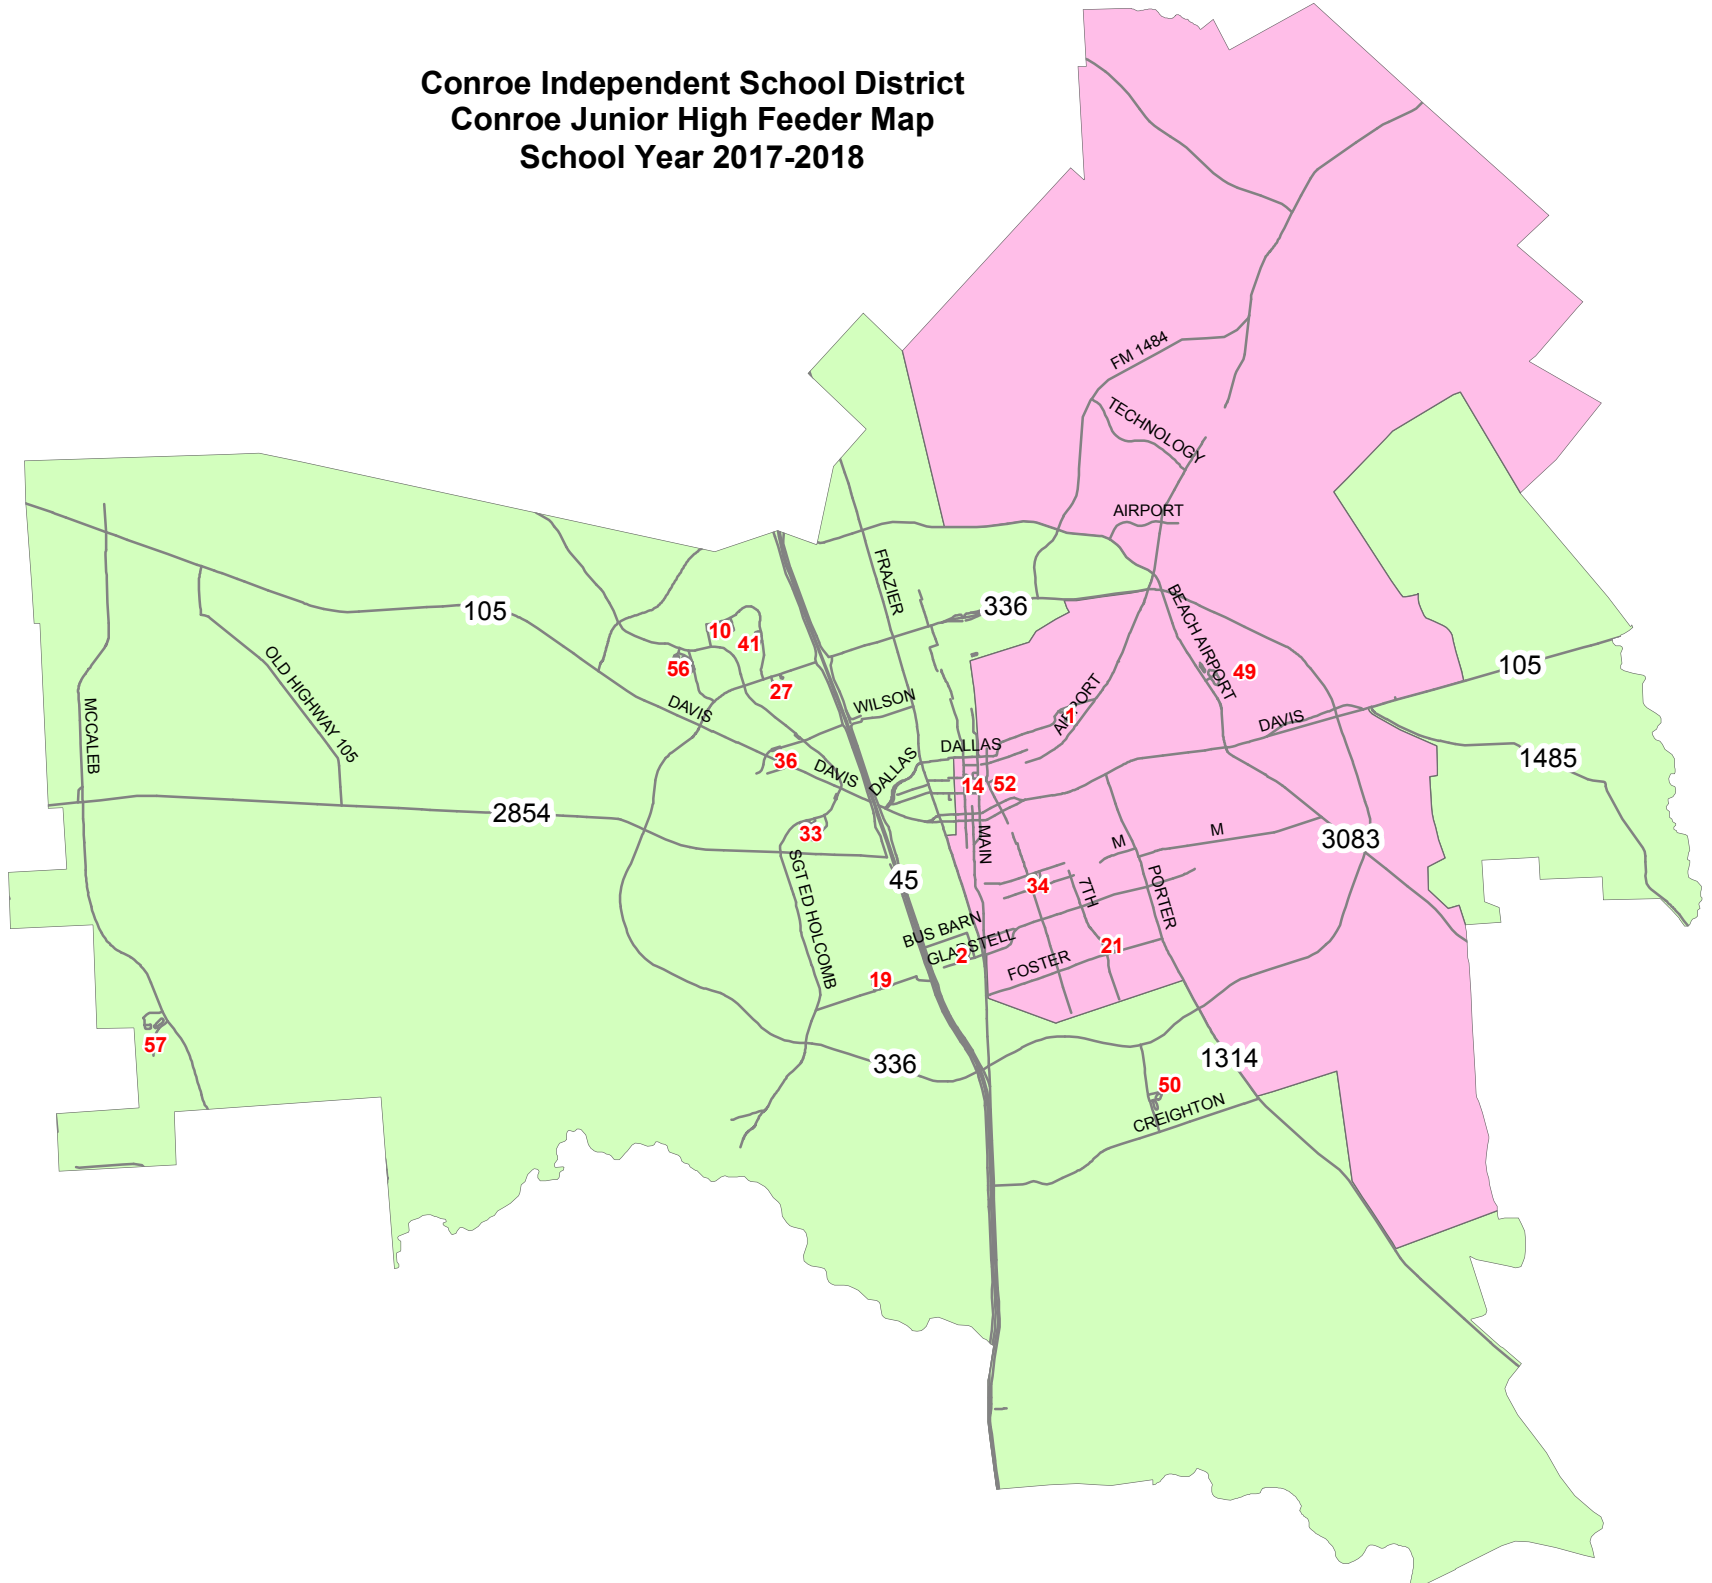 Conroe Independent School District
Conroe Junior High Feeder Map
School Year 2017-2018
FM 1484
TECHNOLOGY
AIRPORT
FRAZIER
336
BEACH AIRPORT
105
10
41
56
27
49
105
OLD HIGHWAY 105
MCCALEB
DAVIS
WILSON
AIRPORT
1
DAVIS
DALLAS
DALLAS
36
DAVIS
14
52
1485
2854
33
MAIN
M
M
3083
SGT ED HOLCOMB
45
34
7TH
PORTER
BUS BARN
GLADSTELL
2
21
FOSTER
19
57
336
1314
50
CREIGHTON